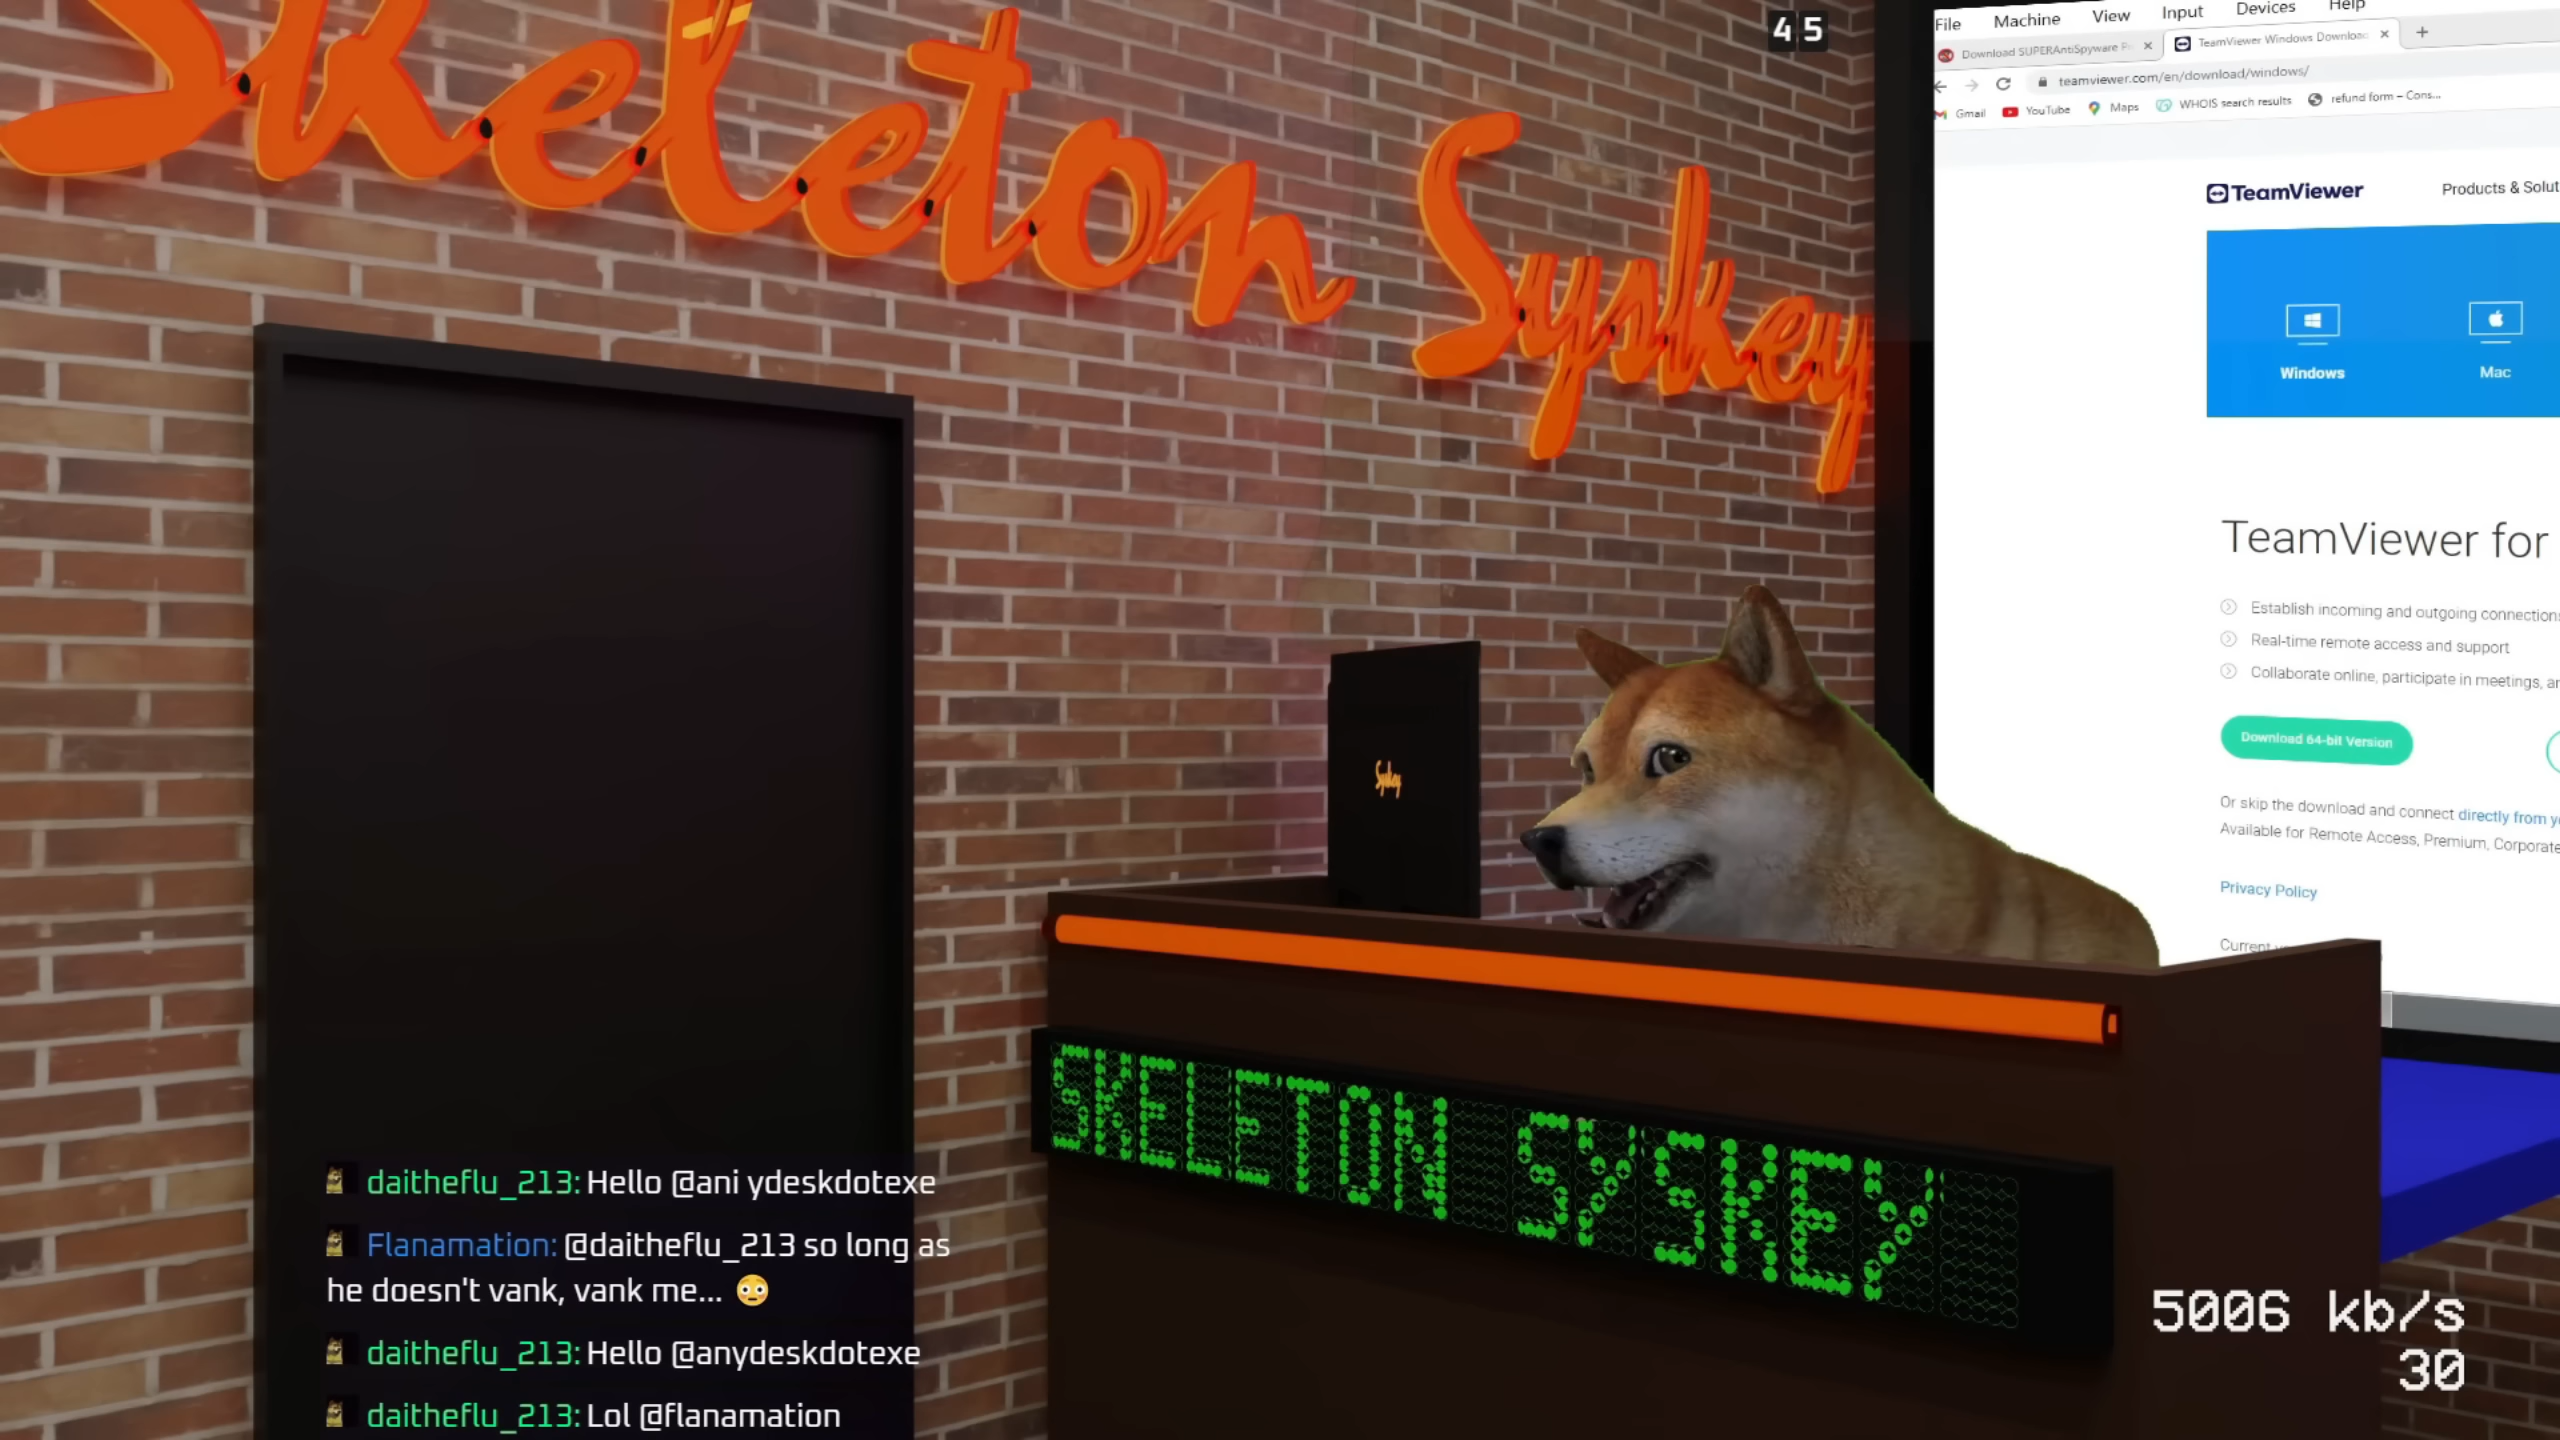 Skeleton Syskey
45
File Machine View Input Devices Help
Download SUPERAntiSpyware
TeamViewer Windows Download
teamviewer.com/en/download/windows/
Gmail YouTube Maps WHOIS search results refund form – Cons...
TeamViewer
Products & Solut
Windows
Mac
TeamViewer for
Establish incoming and outgoing connections
Real-time remote access and support
Collaborate online, participate in meetings, an
Download 64-bit Version
Or skip the download and connect directly from y
Available for Remote Access, Premium, Corporate
Privacy Policy
Current
Syskey
SKELETON SYSKEY
daitheflu_213: Hello @ani ydeskdotexe
Flanamation: @daitheflu_213 so long as
he doesn't vank, vank me... 😳
daitheflu_213: Hello @anydeskdotexe
daitheflu_213: Lol @flanamation
5006 kb/s
30